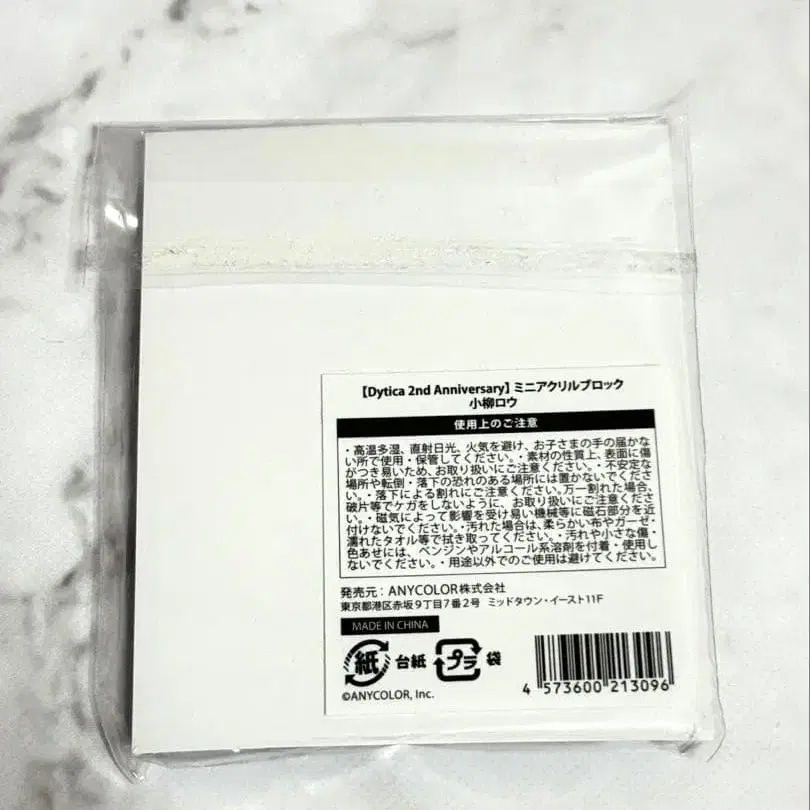 【Dytica 2nd Anniversary】ミニアクリルブロック
小柳ロウ
使用上のご注意
・高温多湿、直射日光、火気を避け、お子さまの手の届かな
い所で使用・保管してください。・素材の性質上、表面に傷
がつき易いため、お取り扱いにご注意ください。・不安定な
場所や転倒・落下の恐れのある場所には置かないでくださ
い。・落下による割れにご注意ください。万一割れた場合、
破片等でケガをしないように、お取り扱いにご注意くださ
い。・磁気によって影響を受け易い機械等に磁石部分を近
付けないでください。・汚れた場合は、柔らかい布やガーゼ・
濡れたタオル等で拭き取ってください。・汚れや小さな傷・
色あせには、ベンジンやアルコール系溶剤を付着・使用し
ないでください。・用途以外でのご使用は避けてください。
発売元：ANYCOLOR株式会社
東京都港区赤坂9丁目7番2号 ミッドタウン・イースト11F
MADE IN CHINA
紙 台紙 プラ 袋
4 573600 213096
©ANYCOLOR, Inc.